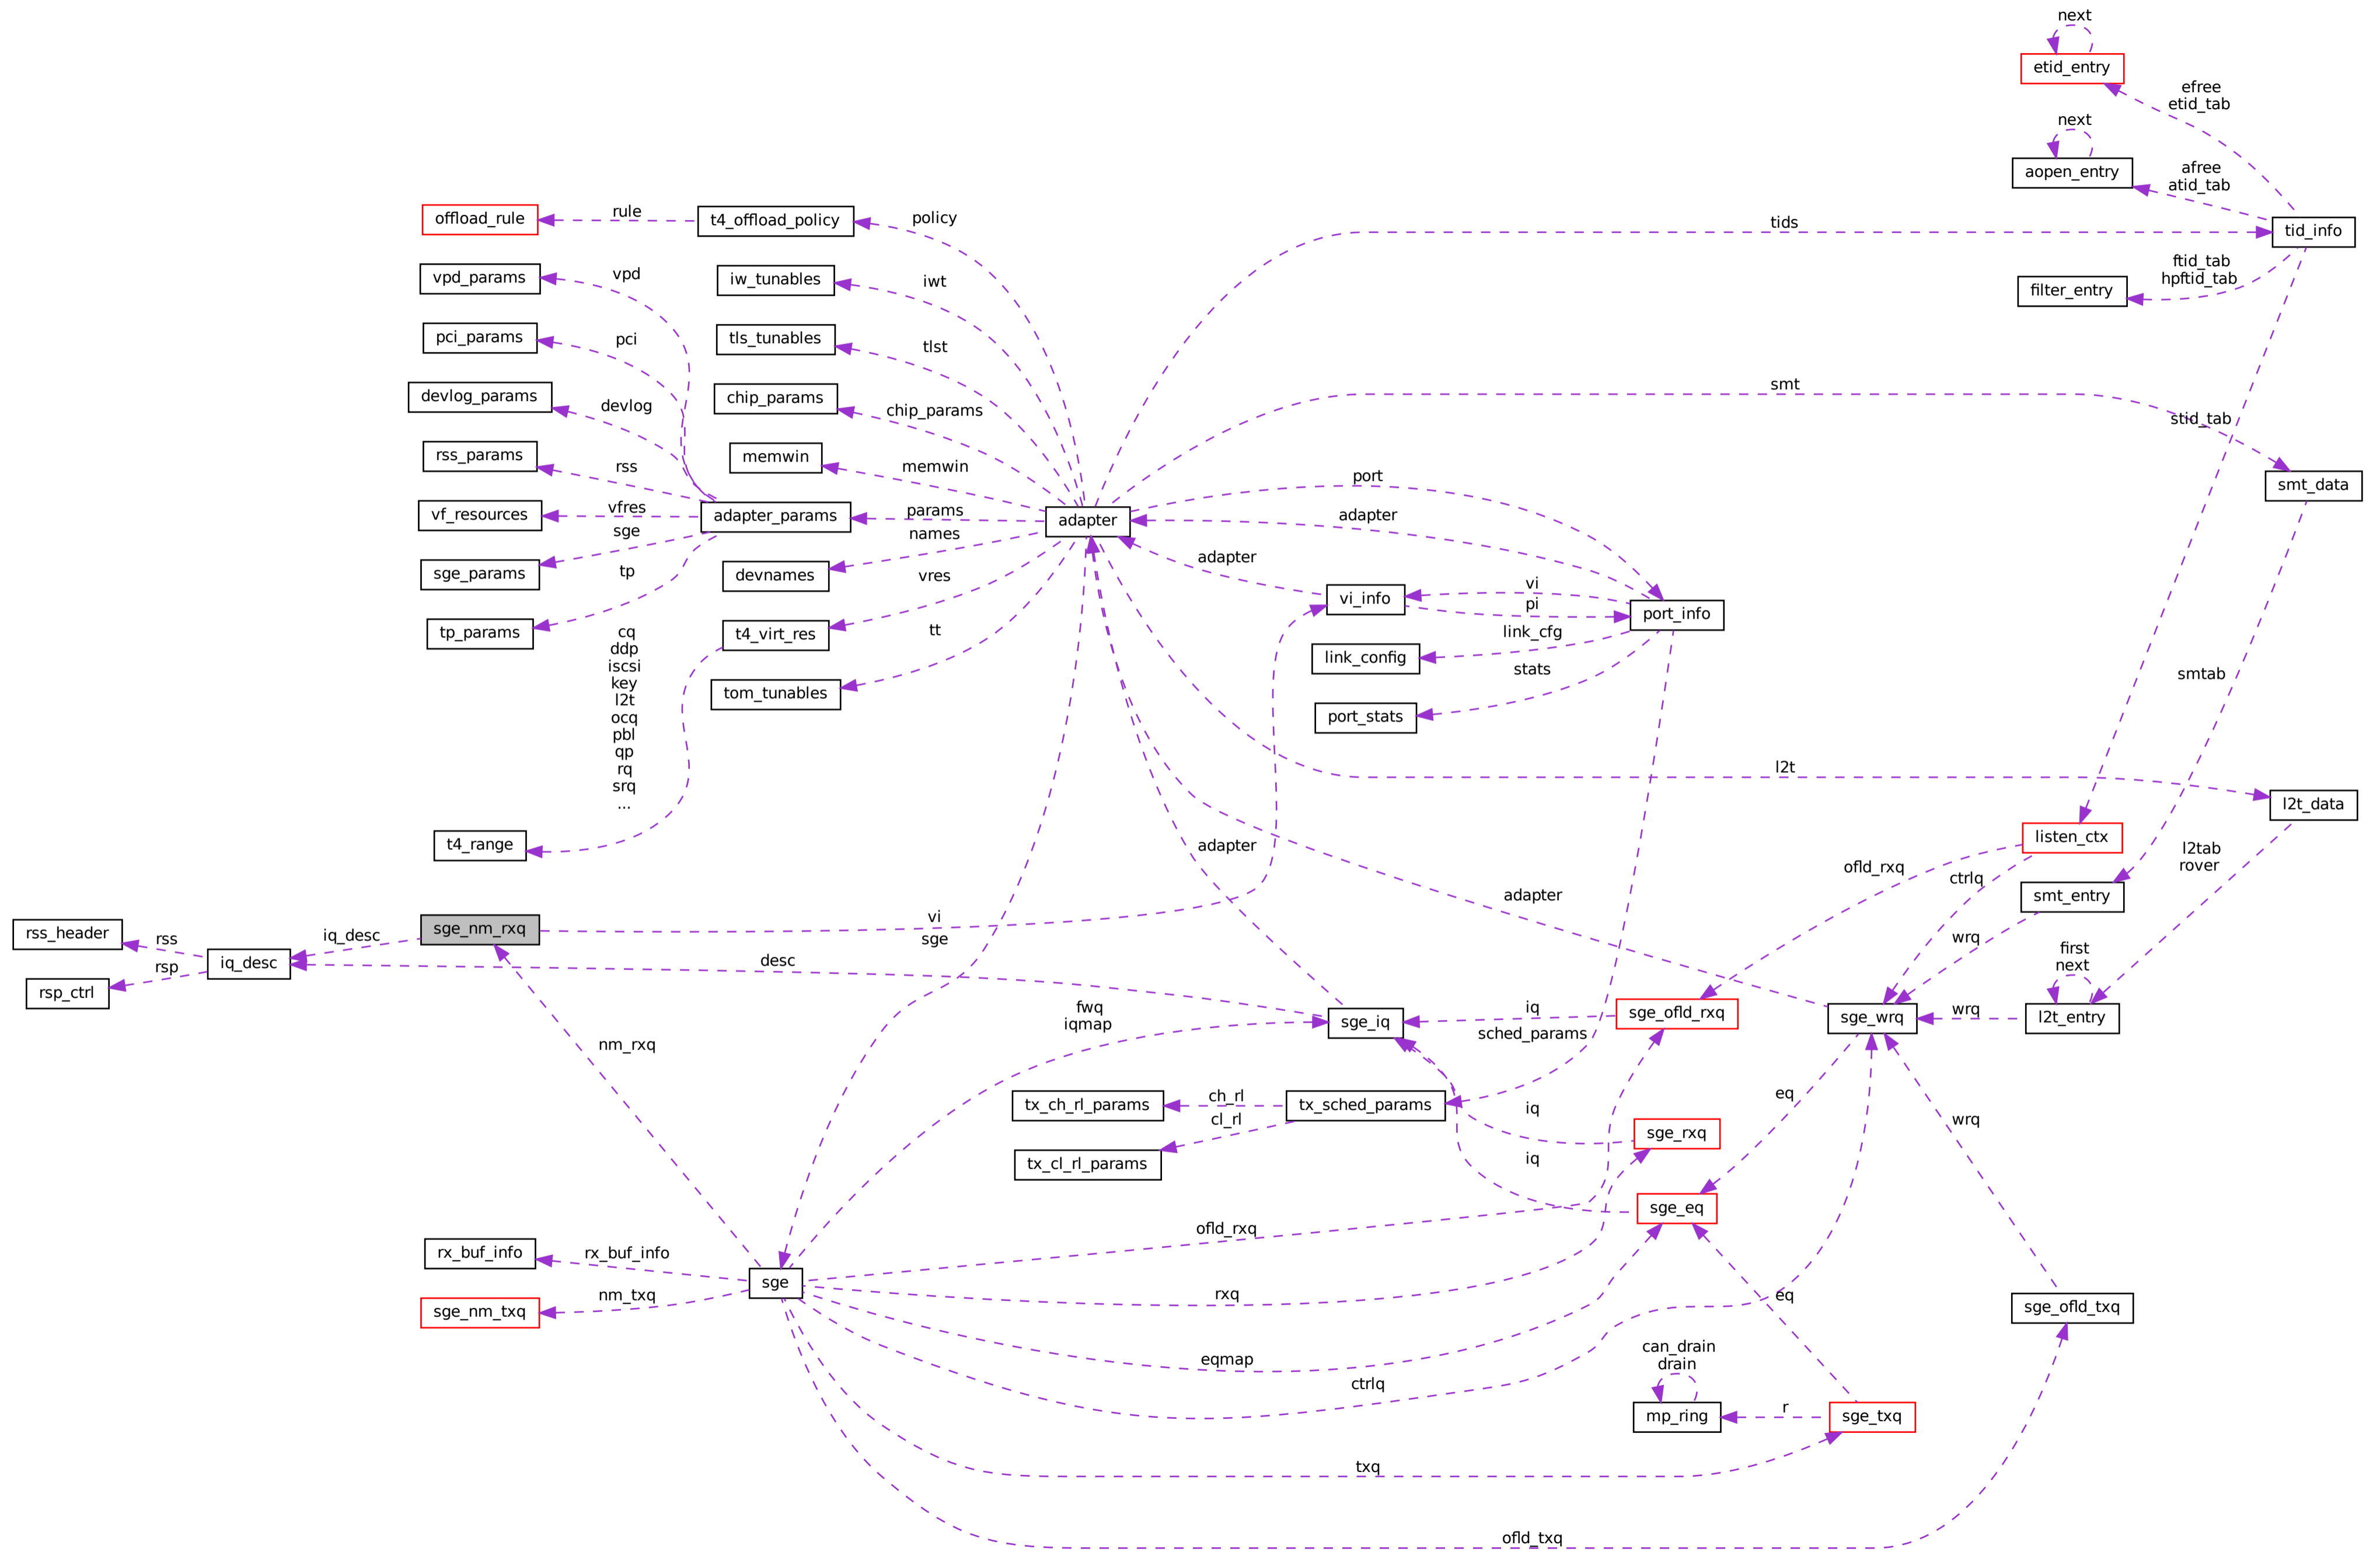 next
etid_entry
efree
etid_tab
next
aopen_entry
afree
atid_tab
offload_rule
rule
t4_offload_policy
policy
tids
tid_info
vpd_params
vpd
iw_tunables
iwt
ftid_tab
hpftid_tab
filter_entry
pci_params
pci
tls_tunables
tlst
devlog_params
devlog
chip_params
chip_params
smt
stid_tab
rss_params
rss
memwin
memwin
port
smt_data
vf_resources
vfres
adapter_params
params
adapter
adapter
sge_params
sge
devnames
names
adapter
vi_info
vi
pi
port_info
tp_params
tp
t4_virt_res
vres
link_cfg
link_config
cq
ddp
iscsi
key
l2t
ocq
pbl
qp
rq
srq
...
tom_tunables
tt
stats
port_stats
smtab
l2t
l2t_data
t4_range
adapter
listen_ctx
l2tab
rover
ofld_rxq
ctrlq
smt_entry
adapter
rss_header
rss
iq_desc
sge_nm_rxq
vi
sge
wrq
first
next
rsp_ctrl
rsp
iq_desc
desc
fwq
iqmap
sge_iq
iq
sge_ofld_rxq
sge_wrq
wrq
l2t_entry
nm_rxq
sched_params
tx_ch_rl_params
ch_rl
tx_sched_params
iq
eq
cl_rl
sge_rxq
wrq
tx_cl_rl_params
iq
sge_eq
ofld_rxq
rx_buf_info
rx_buf_info
sge
rxq
eq
sge_ofld_txq
sge_nm_txq
nm_txq
eqmap
can_drain
drain
ctrlq
mp_ring
r
sge_txq
txq
ofld_txq